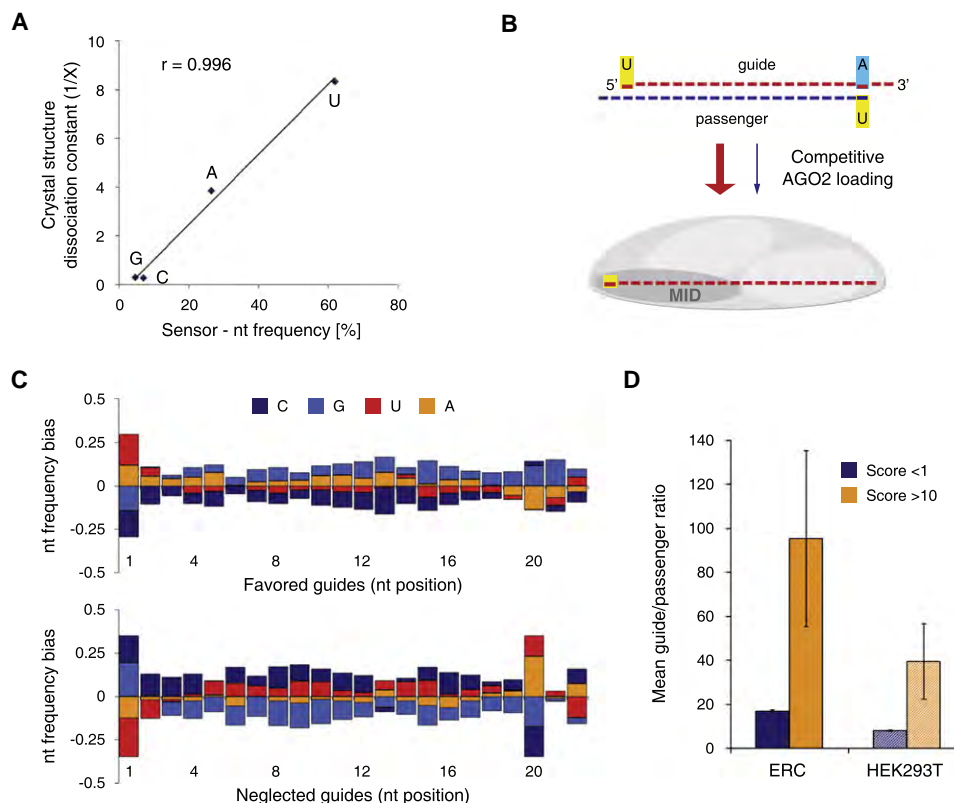 A
10
8
6
4
2
0
0 20 40 60 80
r = 0.996
U
A
G
C
Crystal structure
dissociation constant (1/X)
Sensor - nt frequency [%]
B
U
guide
A
5’
3’
passenger
U
Competitive
AGO2 loading
MID
C
0.5
0.25
0
-0.25
-0.5
nt frequency bias
C G U A
1 4 8 12 16 20
Favored guides (nt position)
0.5
0.25
0
-0.25
-0.5
nt frequency bias
1 4 8 12 16 20
Neglected guides (nt position)
D
140
120
100
80
60
40
20
0
Mean guide/passenger ratio
Score <1
Score >10
ERC HEK293T